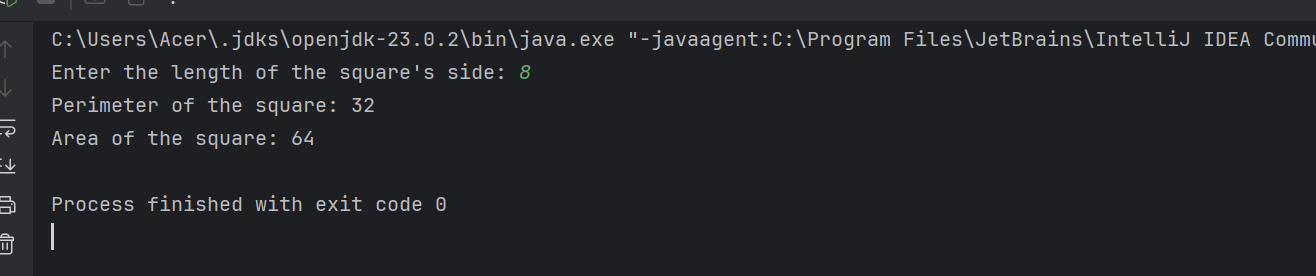 C:\Users\Acer\.jdks\openjdk-23.0.2\bin\java.exe "-javaagent:C:\Program Files\JetBrains\IntelliJ IDEA Commu
Enter the length of the square's side: 8
Perimeter of the square: 32
Area of the square: 64
Process finished with exit code 0